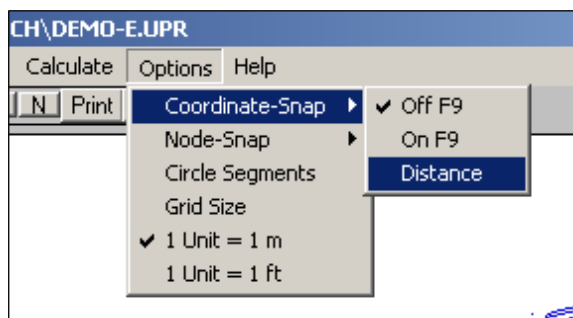 CH\DEMO-E.UPR
Calculate Options Help
N Print
Coordinate-Snap Off F9
Node-Snap On F9
Circle Segments Distance
Grid Size
1 Unit = 1 m
1 Unit = 1 ft